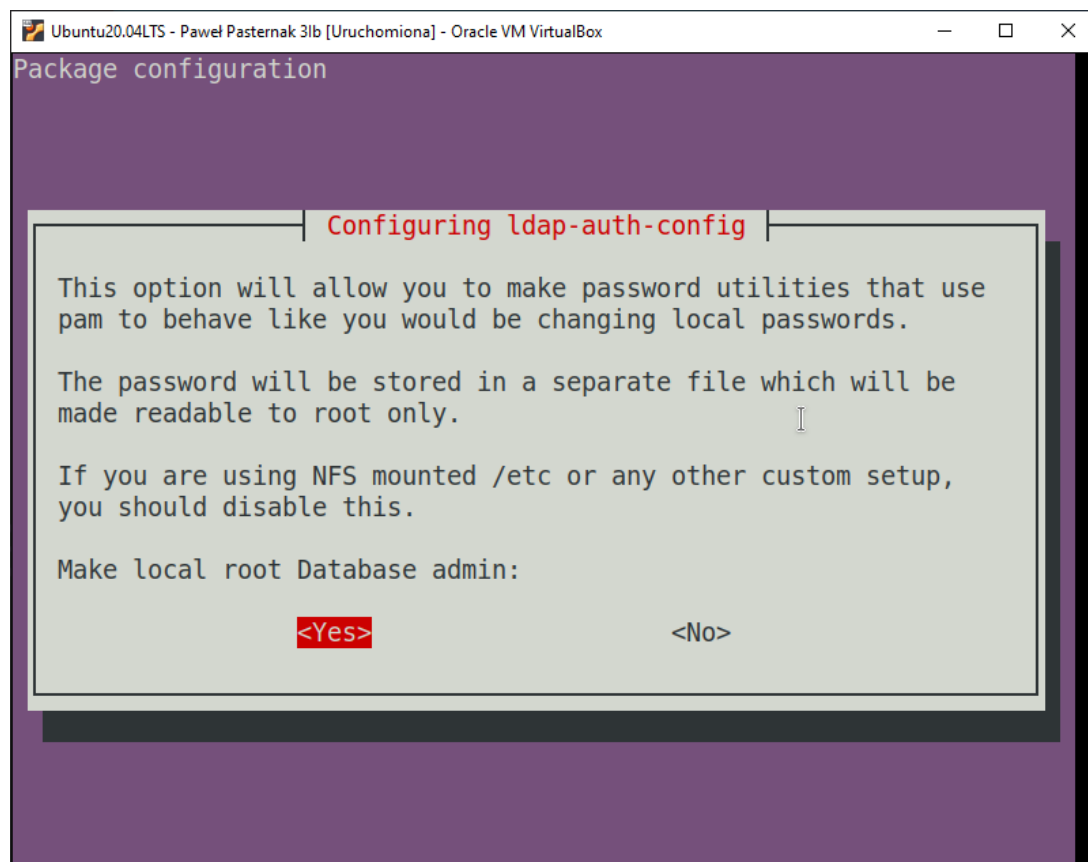 Ubuntu20.04LTS - Paweł Pasternak 3lb [Uruchomiona] - Oracle VM VirtualBox
Package configuration
Configuring ldap-auth-config
This option will allow you to make password utilities that use
pam to behave like you would be changing local passwords.
The password will be stored in a separate file which will be
made readable to root only.
If you are using NFS mounted /etc or any other custom setup,
you should disable this.
Make local root Database admin:
<Yes> <No>